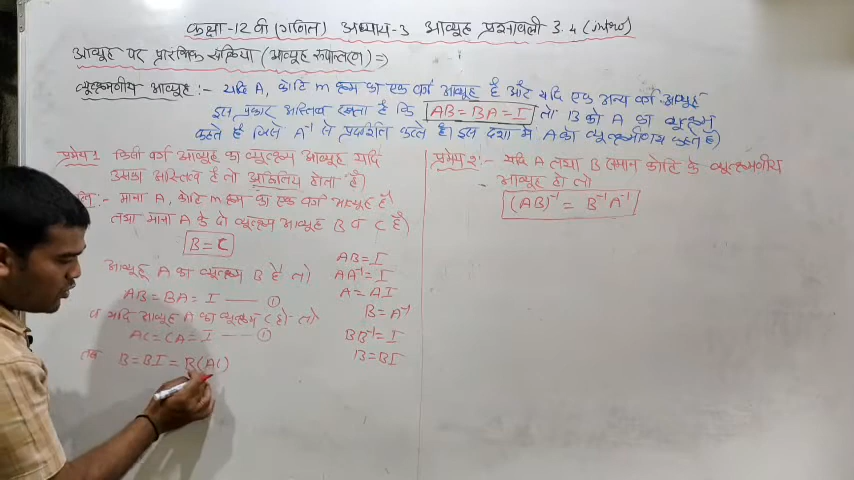 कक्षा-12 वी (गणित) अध्याय-3 आव्यूह प्रश्नावली 3.4 (intro)
आव्यूह पर प्रारंभिक संक्रिया (आव्यूह रूपान्तरण) =>
व्युत्क्रमणीय आव्यूह :- यदि A, कोटि m क्रम का एक वर्ग आव्यूह है और यदि एक अन्य वर्ग आव्यूह
इस प्रकार अस्तित्व रखता है कि AB = BA = I तो B को A का व्युत्क्रम
कहते है जिसे A⁻¹ से प्रदर्शित करते है। इस दशा में A को व्युत्क्रमणीय कहते है)
प्रमेय 1 किसी वर्ग आव्यूह का व्युत्क्रम आव्यूह यदि
उसका अस्तित्व है तो अद्वितीय होता है)
:- माना A, कोटि m क्रम का एक वर्ग आव्यूह है
तथा माना A के दो व्युत्क्रम आव्यूह B व C है)
B = C
आव्यूह A का व्युत्क्रम B है तो
AB = BA = I —— ①
व यदि आव्यूह A का व्युत्क्रम C हो तो
AC = CA = I —— ①
तब B = BI = B(AC)
AB = I
AA⁻¹ = I
A = AI
B = A⁻¹
BB⁻¹ = I
B = BI
प्रमेय 2 :- यदि A तथा B समान कोटि के व्युत्क्रमणीय
आव्यूह हो तो
(AB)⁻¹ = B⁻¹A⁻¹